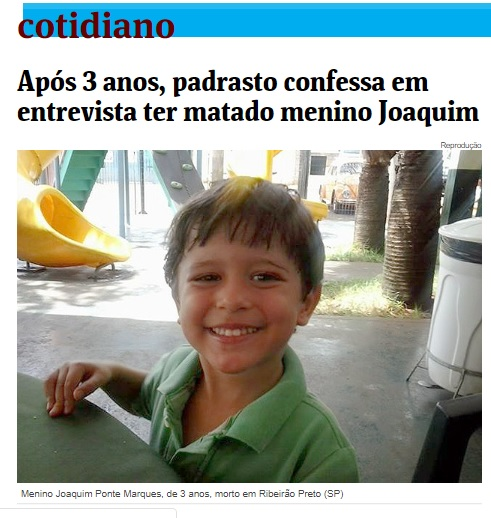 cotidiano
Após 3 anos, padrasto confessa em
entrevista ter matado menino Joaquim
Reprodução
Menino Joaquim Ponte Marques, de 3 anos, morto em Ribeirão Preto (SP)